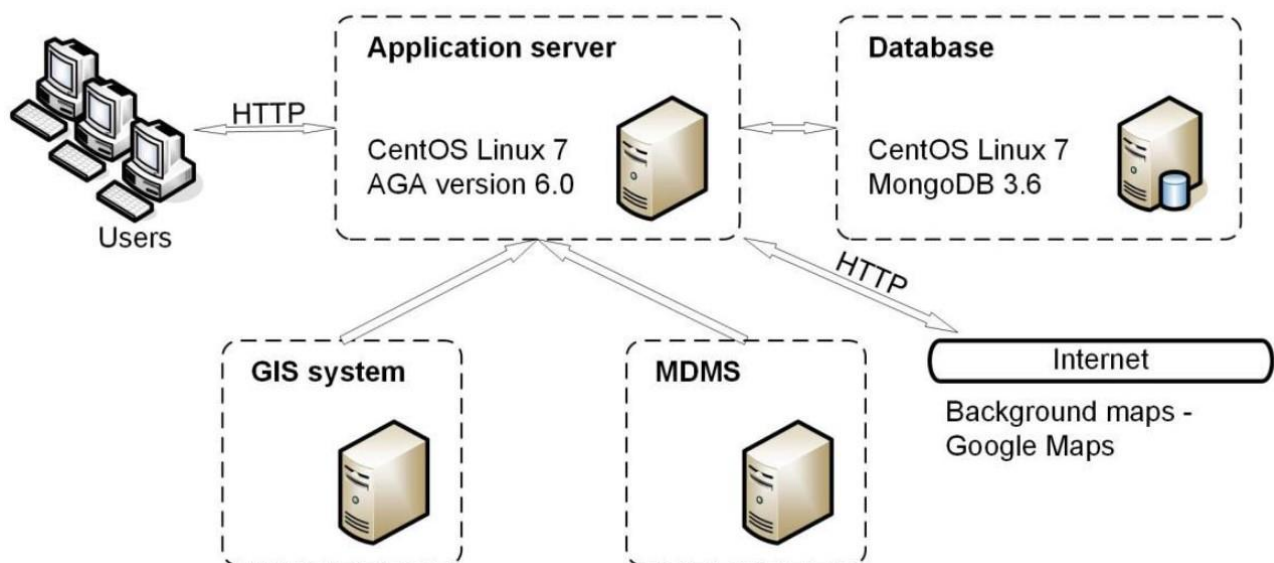 Application server
Database
HTTP
CentOS Linux 7
AGA version 6.0
CentOS Linux 7
MongoDB 3.6
Users
HTTP
GIS system
MDMS
Internet
Background maps -
Google Maps